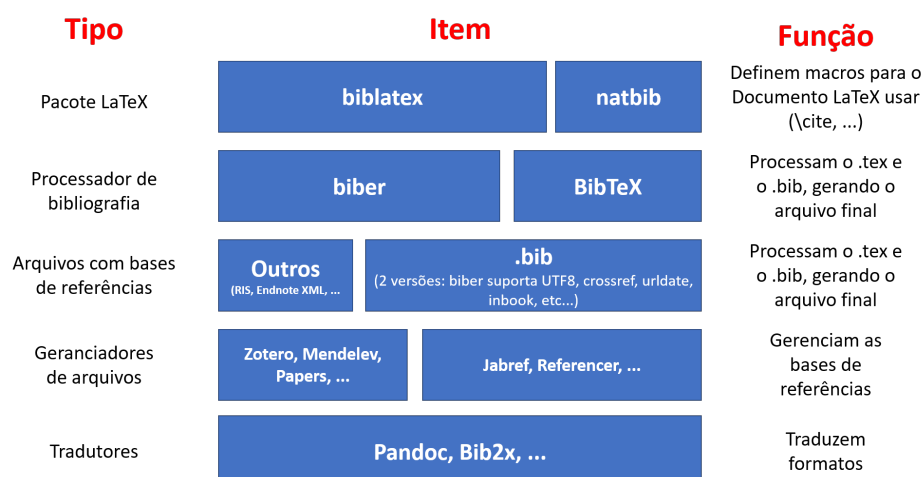 Tipo
Item
Função
Pacote LaTeX
biblatex
natbib
Definem macros para o
Documento LaTeX usar
(\cite, ...)
Processador de
bibliografia
biber
BibTeX
Processam o .tex e
o .bib, gerando o
arquivo final
Arquivos com bases
de referências
Outros
(RIS, Endnote XML, ...
.bib
(2 versões: biber suporta UTF8, crossref, urldate,
inbook, etc...)
Processam o .tex e
o .bib, gerando o
arquivo final
Geranciadores
de arquivos
Zotero, Mendelev,
Papers, ...
Jabref, Referencer, ...
Gerenciam as
bases de
referências
Tradutores
Pandoc, Bib2x, ...
Traduzem
formatos